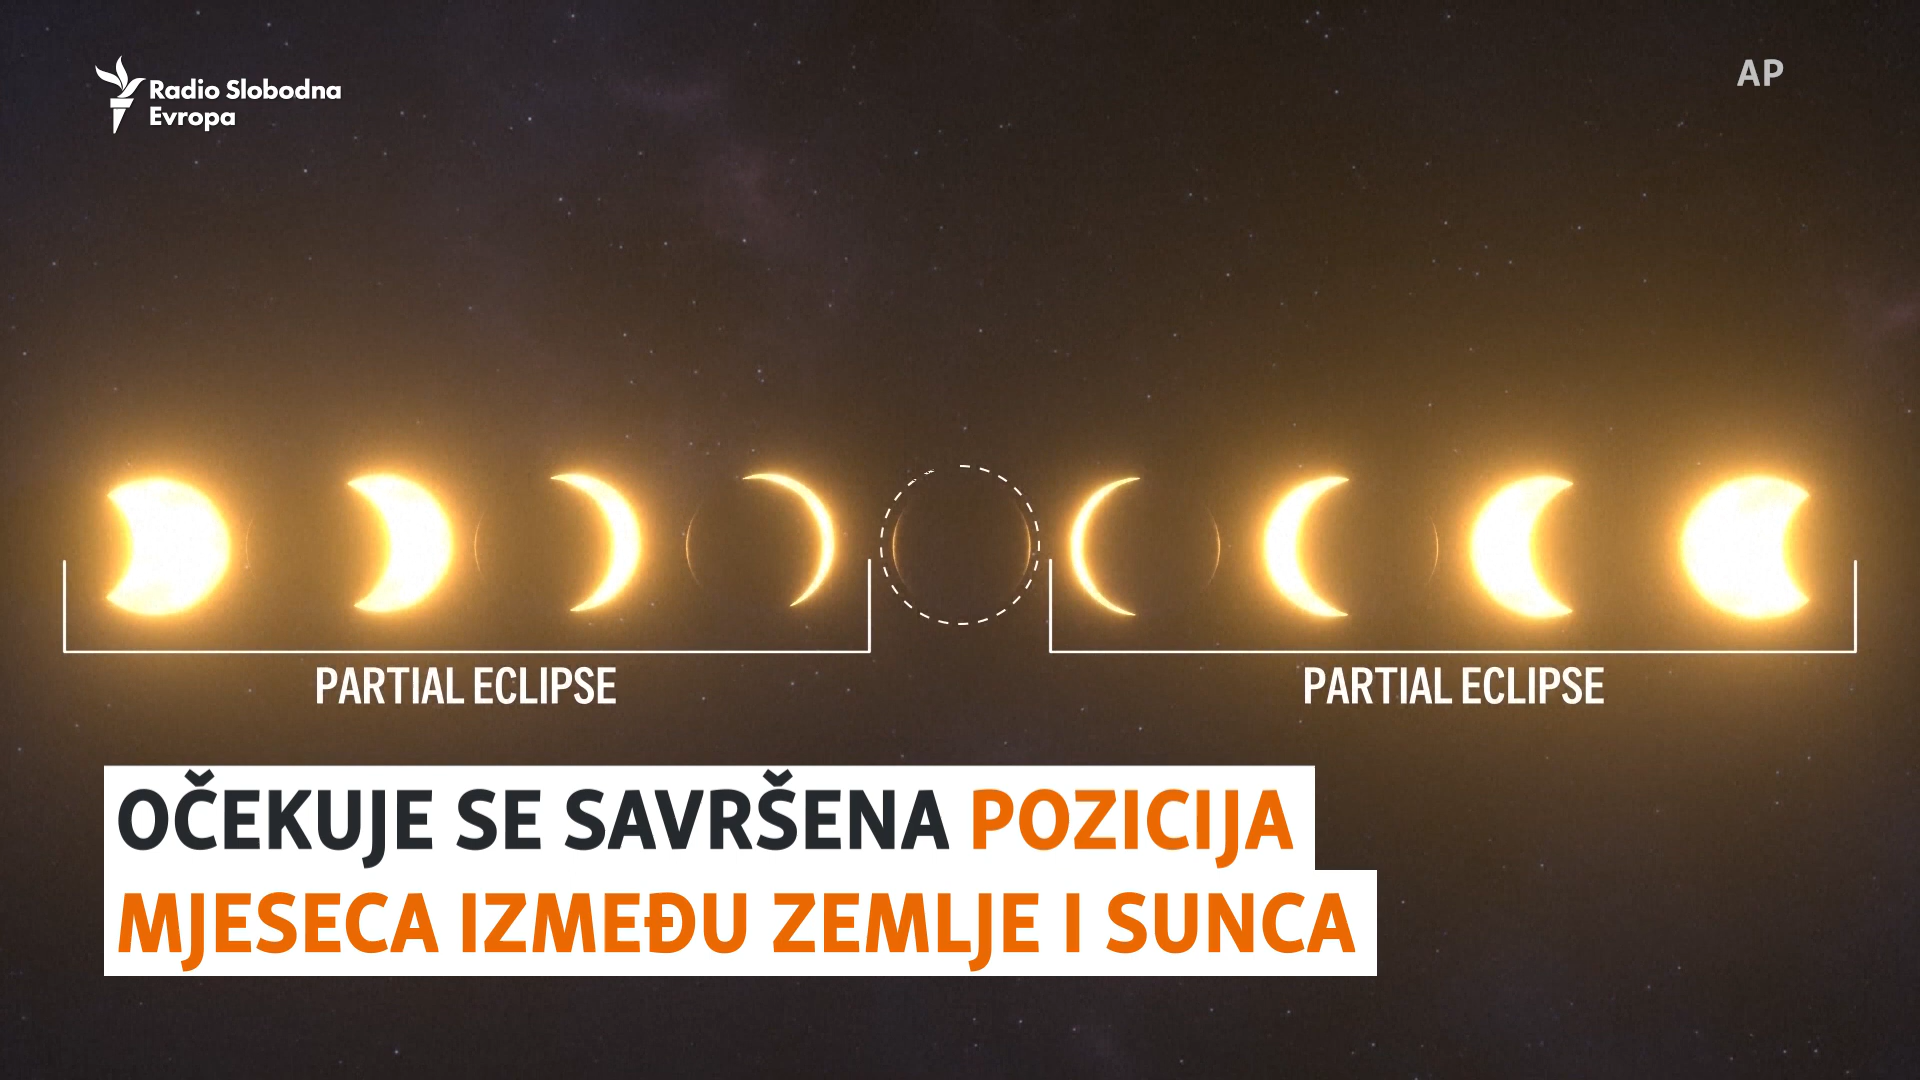 Radio Slobodna
Evropa
AP
PARTIAL ECLIPSE
PARTIAL ECLIPSE
OČEKUJE SE SAVRŠENA POZICIJA
MJESECA IZMEĐU ZEMLJE I SUNCA